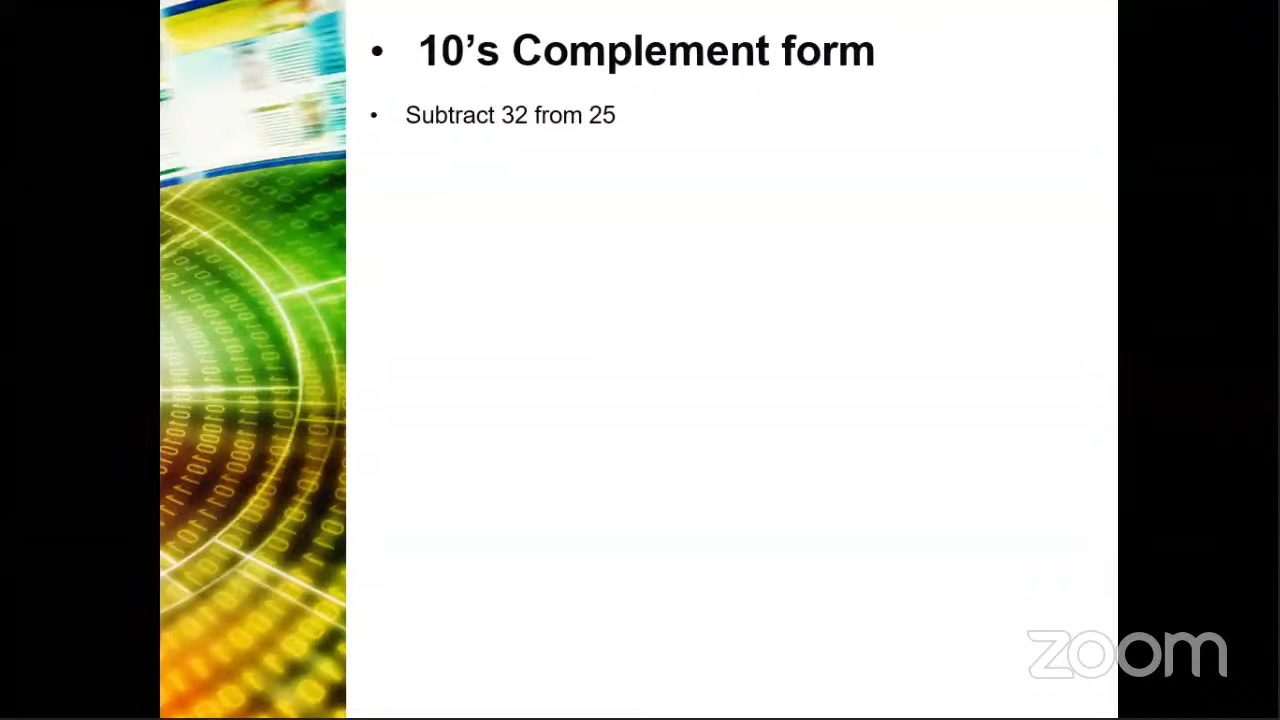 • 10’s Complement form
• Subtract 32 from 25
zoom